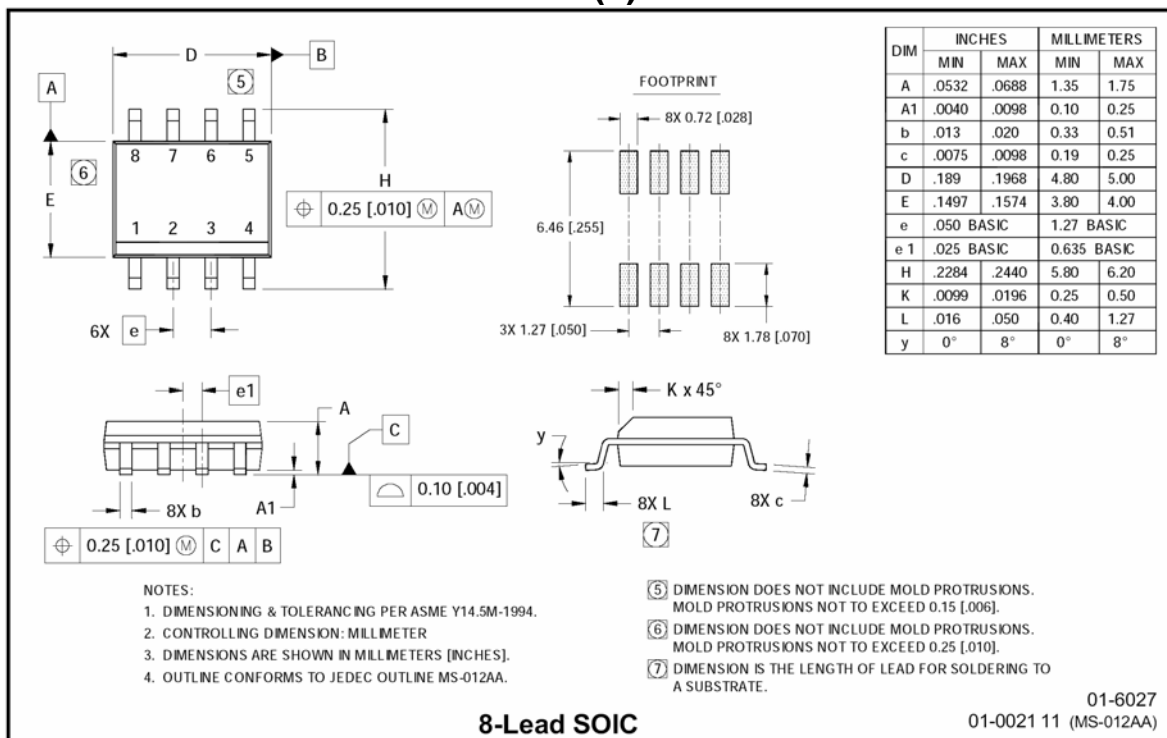 D
B
5
A
8 7 6 5
6
E
H
⌖ 0.25 [.010] Ⓜ A Ⓜ
1 2 3 4
6X e
FOOTPRINT
8X 0.72 [.028]
6.46 [.255]
3X 1.27 [.050]
8X 1.78 [.070]
DIM INCHES MILLIMETERS
MIN MAX MIN MAX
A .0532 .0688 1.35 1.75
A1 .0040 .0098 0.10 0.25
b .013 .020 0.33 0.51
c .0075 .0098 0.19 0.25
D .189 .1968 4.80 5.00
E .1497 .1574 3.80 4.00
e .050 BASIC 1.27 BASIC
e 1 .025 BASIC 0.635 BASIC
H .2284 .2440 5.80 6.20
K .0099 .0196 0.25 0.50
L .016 .050 0.40 1.27
y 0° 8° 0° 8°
e1
A
C
0.10 [.004]
A1
8X b
⌖ 0.25 [.010] Ⓜ C A B
K x 45°
y
8X L
7
8X c
NOTES:
1. DIMENSIONING & TOLERANCING PER ASME Y14.5M-1994.
2. CONTROLLING DIMENSION: MILLIMETER
3. DIMENSIONS ARE SHOWN IN MILLIMETERS [INCHES].
4. OUTLINE CONFORMS TO JEDEC OUTLINE MS-012AA.
5 DIMENSION DOES NOT INCLUDE MOLD PROTRUSIONS.
MOLD PROTRUSIONS NOT TO EXCEED 0.15 [.006].
6 DIMENSION DOES NOT INCLUDE MOLD PROTRUSIONS.
MOLD PROTRUSIONS NOT TO EXCEED 0.25 [.010].
7 DIMENSION IS THE LENGTH OF LEAD FOR SOLDERING TO
A SUBSTRATE.
8-Lead SOIC
01-6027
01-0021 11 (MS-012AA)